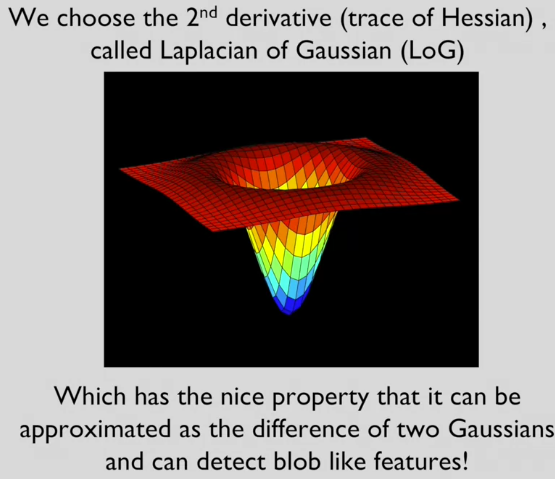 We choose the 2nd derivative (trace of Hessian) ,
called Laplacian of Gaussian (LoG)
Which has the nice property that it can be
approximated as the difference of two Gaussians
and can detect blob like features!